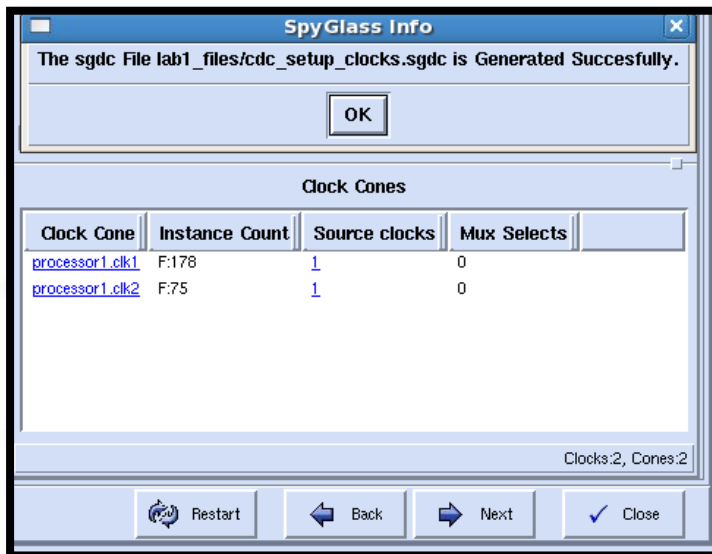 SpyGlass Info
The sgdc File lab1_files/cdc_setup_clocks.sgdc is Generated Succesfully.
OK
Clock Cones
Clock Cone Instance Count Source clocks Mux Selects
processor1.clk1 F:178 1 0
processor1.clk2 F:75 1 0
Clocks:2, Cones:2
Restart Back Next Close